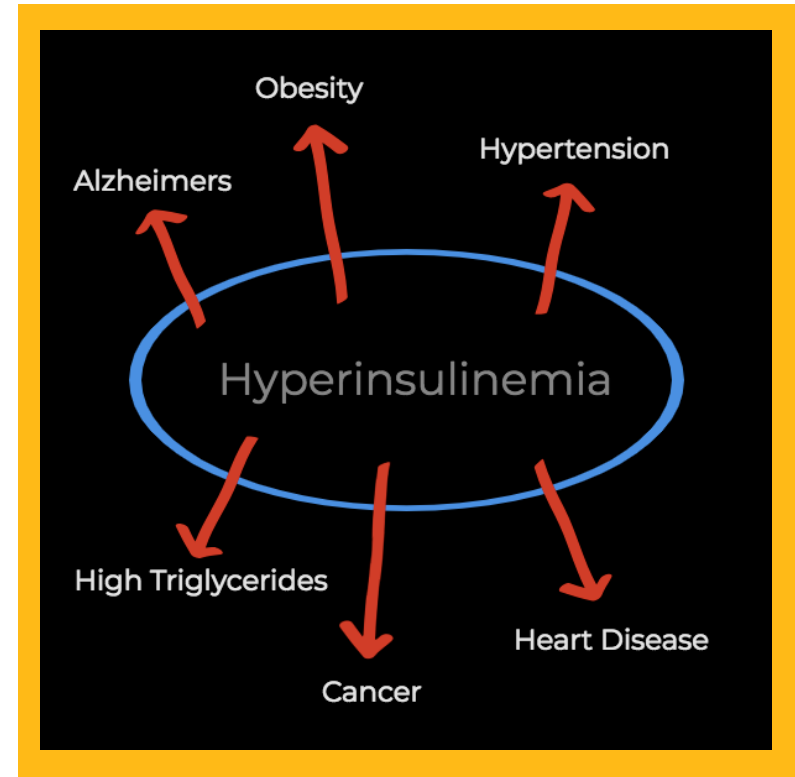 Obesity
Hypertension
Alzheimers
Hyperinsulinemia
High Triglycerides
Heart Disease
Cancer